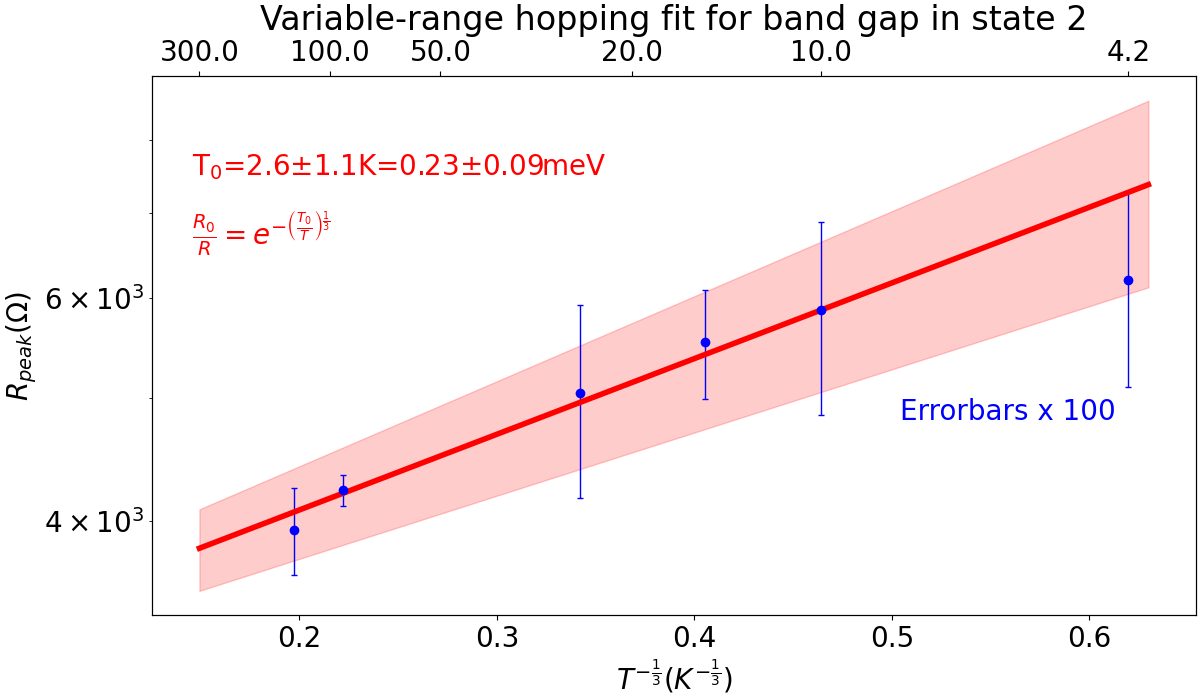 Variable-range hopping fit for band gap in state 2
300.0 100.0 50.0 20.0 10.0 4.2
T₀=2.6±1.1K=0.23±0.09meV
R₀/R = e^−(T₀/T)^1/3
6 × 10³
R_peak(Ω)
Errorbars x 100
4 × 10³
0.2 0.3 0.4 0.5 0.6
T^−1/3(K^−1/3)